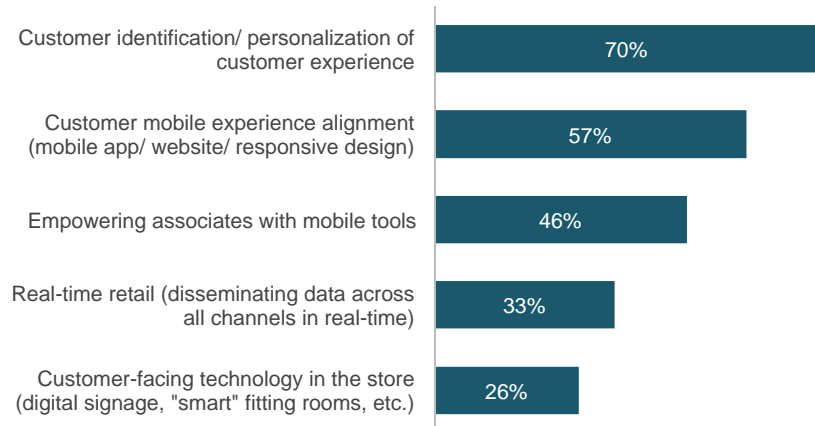 Customer identification/ personalization of
customer experience
70%
Customer mobile experience alignment
(mobile app/ website/ responsive design)
57%
Empowering associates with mobile tools
46%
Real-time retail (disseminating data across
all channels in real-time)
33%
Customer-facing technology in the store
(digital signage, "smart" fitting rooms, etc.)
26%